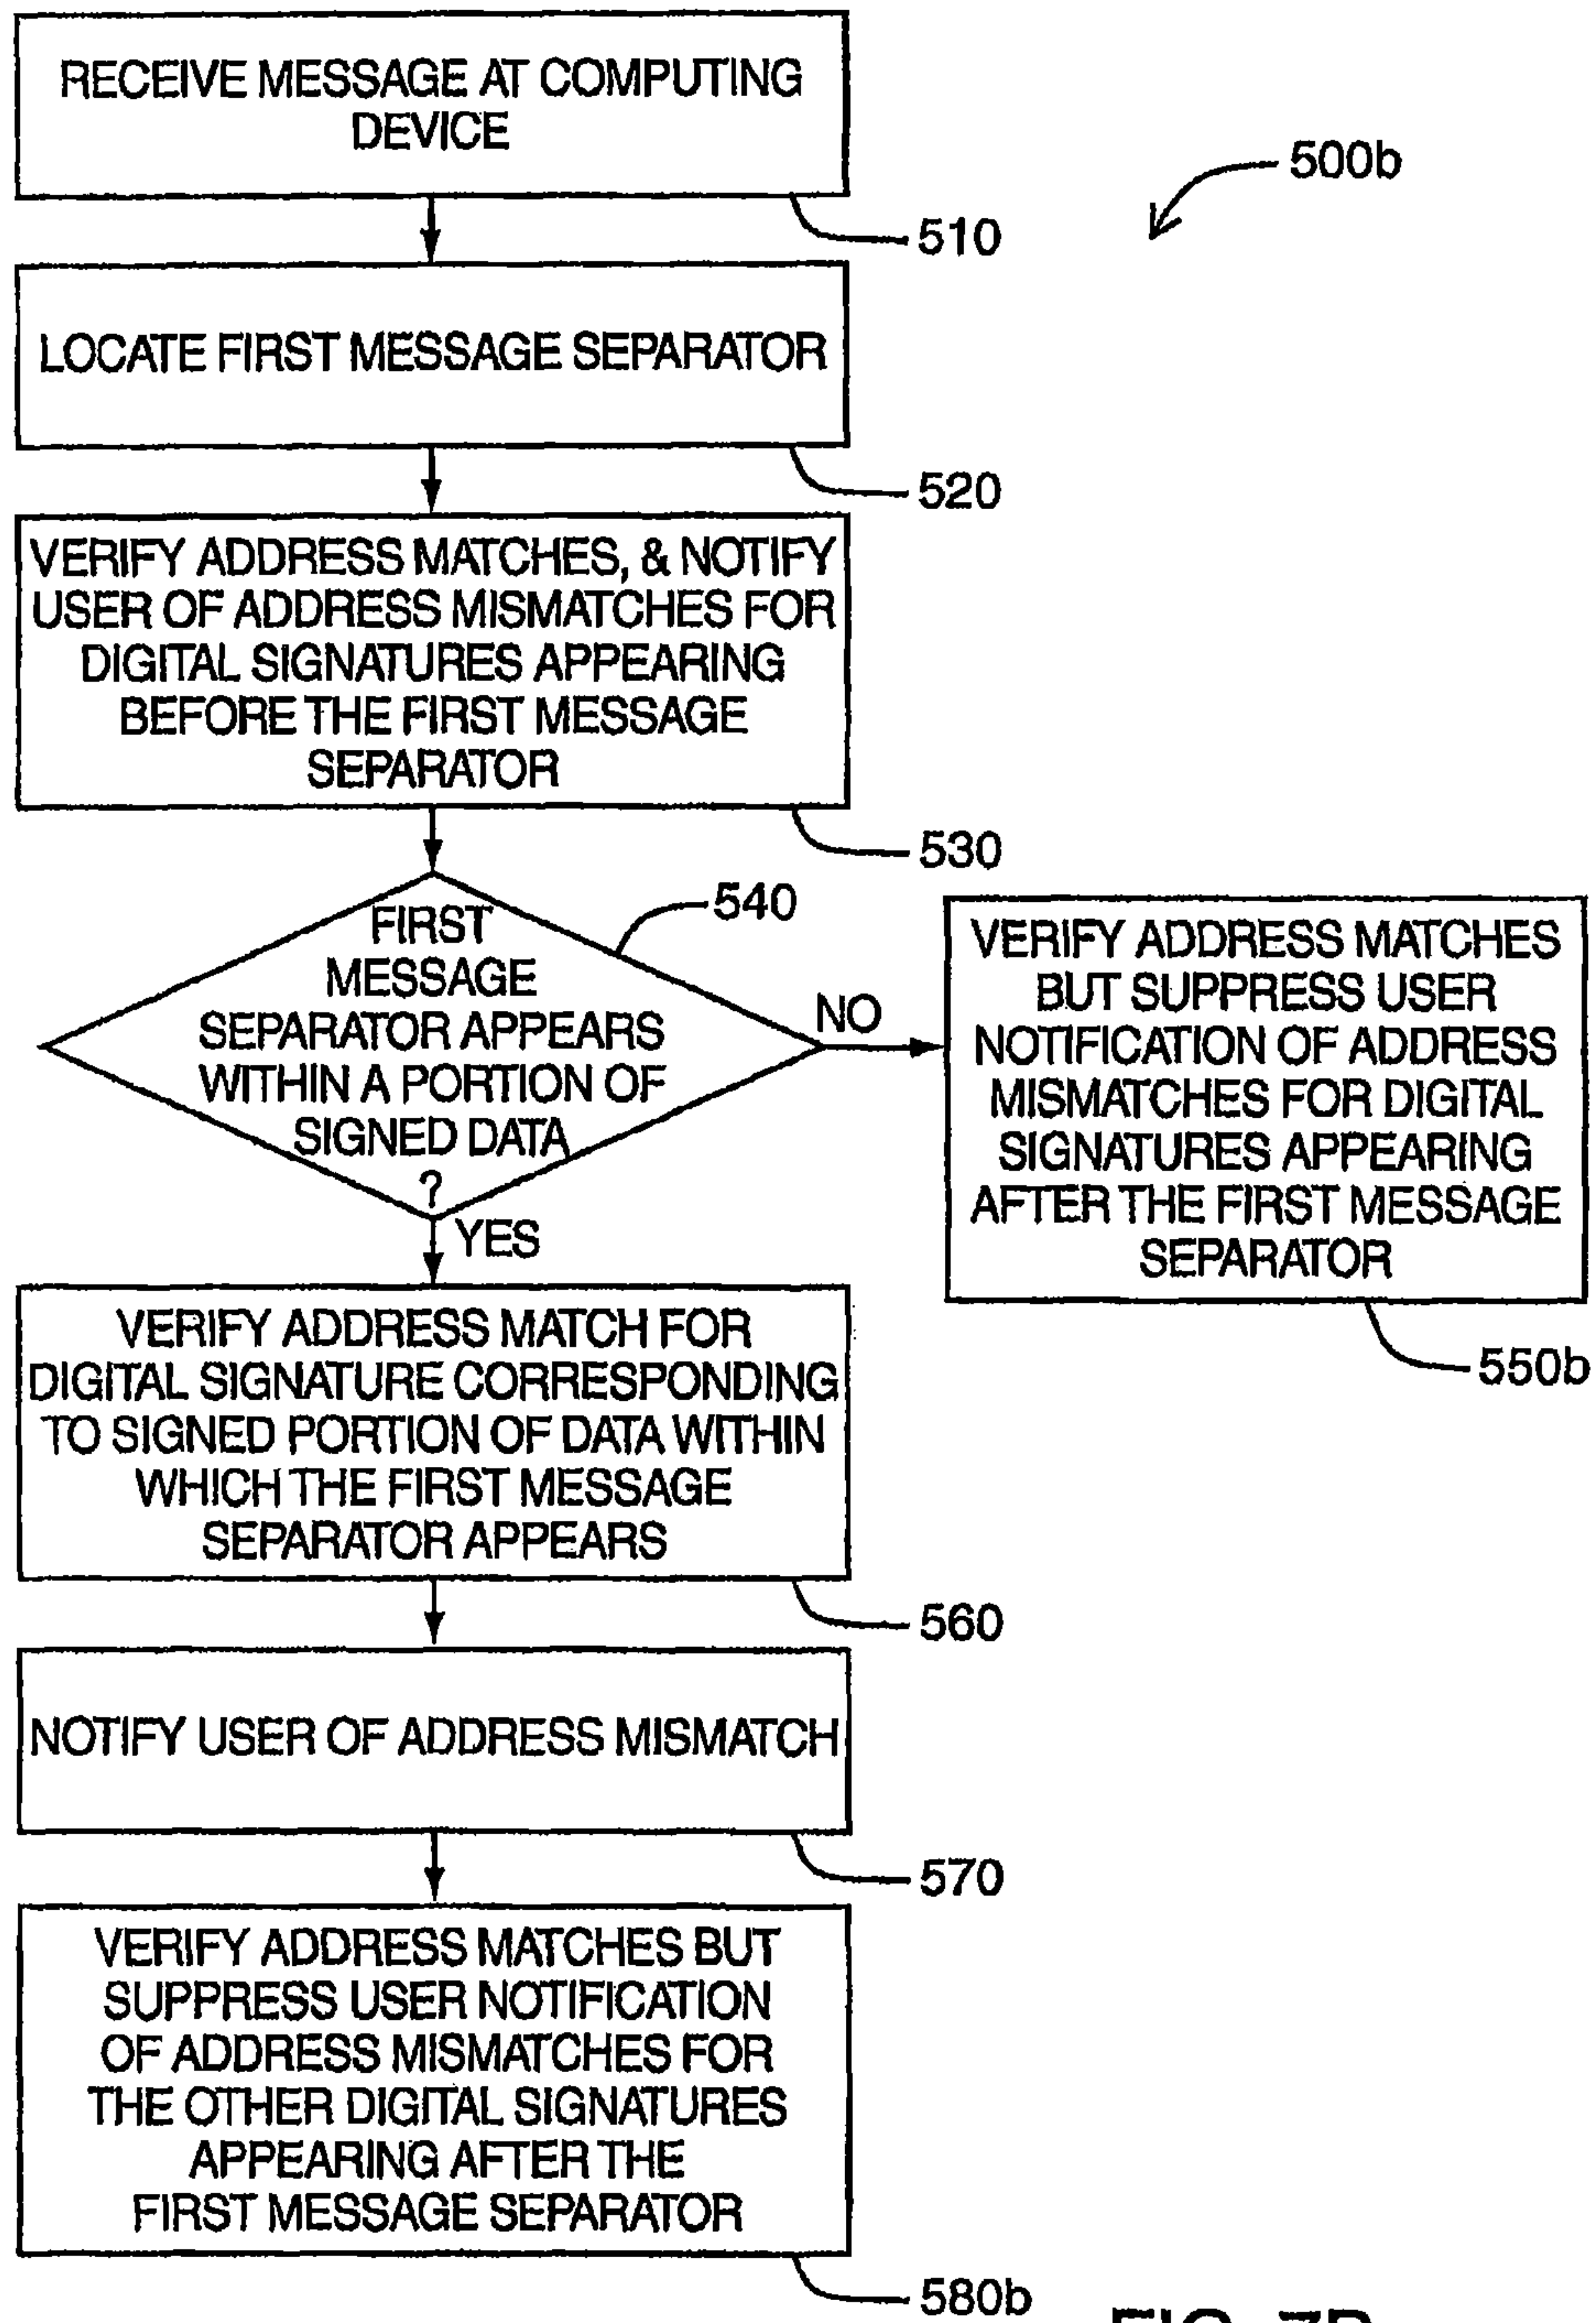 RECEIVE MESSAGE AT COMPUTING
DEVICE
500b
510
LOCATE FIRST MESSAGE SEPARATOR
520
VERIFY ADDRESS MATCHES, & NOTIFY
USER OF ADDRESS MISMATCHES FOR
DIGITAL SIGNATURES APPEARING
BEFORE THE FIRST MESSAGE
SEPARATOR
530
FIRST
MESSAGE
SEPARATOR APPEARS
WITHIN A PORTION OF
SIGNED DATA
?
540
NO
VERIFY ADDRESS MATCHES
BUT SUPPRESS USER
NOTIFICATION OF ADDRESS
MISMATCHES FOR DIGITAL
SIGNATURES APPEARING
AFTER THE FIRST MESSAGE
SEPARATOR
550b
YES
VERIFY ADDRESS MATCH FOR
DIGITAL SIGNATURE CORRESPONDING
TO SIGNED PORTION OF DATA WITHIN
WHICH THE FIRST MESSAGE
SEPARATOR APPEARS
560
NOTIFY USER OF ADDRESS MISMATCH
570
VERIFY ADDRESS MATCHES BUT
SUPPRESS USER NOTIFICATION
OF ADDRESS MISMATCHES FOR
THE OTHER DIGITAL SIGNATURES
APPEARING AFTER THE
FIRST MESSAGE SEPARATOR
580b